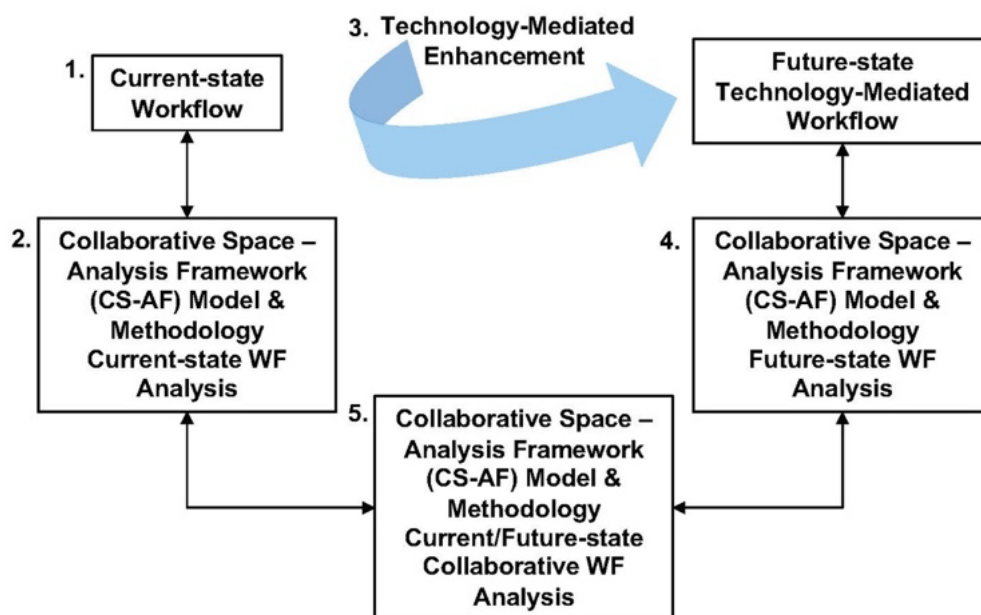 1.
Current-state
Workflow
3. Technology-Mediated
Enhancement
Future-state
Technology-Mediated
Workflow
2.
Collaborative Space –
Analysis Framework
(CS-AF) Model &
Methodology
Current-state WF
Analysis
4.
Collaborative Space –
Analysis Framework
(CS-AF) Model &
Methodology
Future-state WF
Analysis
5.
Collaborative Space –
Analysis Framework
(CS-AF) Model &
Methodology
Current/Future-state
Collaborative WF
Analysis